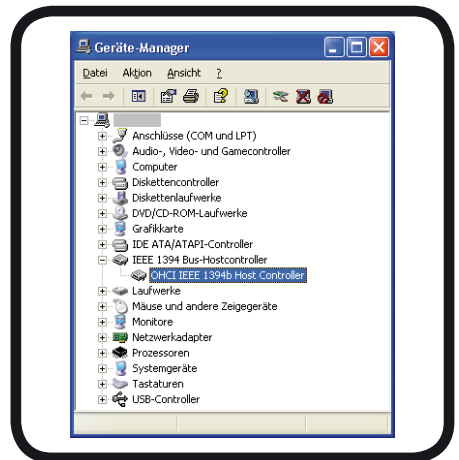 Geräte-Manager
Datei Aktion Ansicht ?
Anschlüsse (COM und LPT)
Audio-, Video- und Gamecontroller
Computer
Diskettencontroller
Diskettenlaufwerke
DVD/CD-ROM-Laufwerke
Grafikkarte
IDE ATA/ATAPI-Controller
IEEE 1394 Bus-Hostcontroller
OHCI IEEE 1394b Host Controller
Laufwerke
Mäuse und andere Zeigegeräte
Monitore
Netzwerkadapter
Prozessoren
Systemgeräte
Tastaturen
USB-Controller